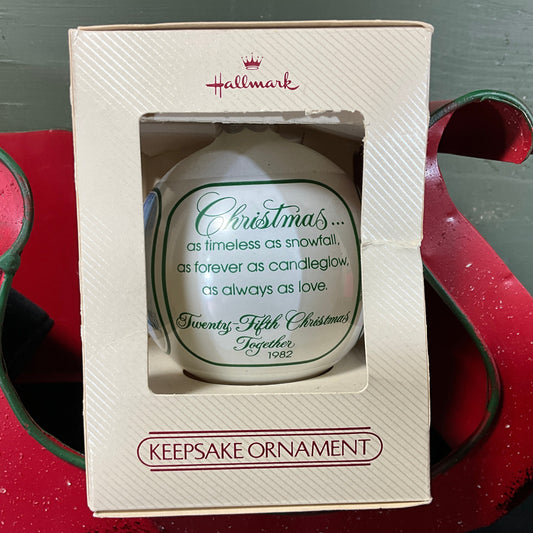 Hallmark
Christmas...
as timeless as snowfall,
as forever as candleglow,
as always as love.
Twenty-Fifth Christmas
Together
1982
KEEPSAKE ORNAMENT